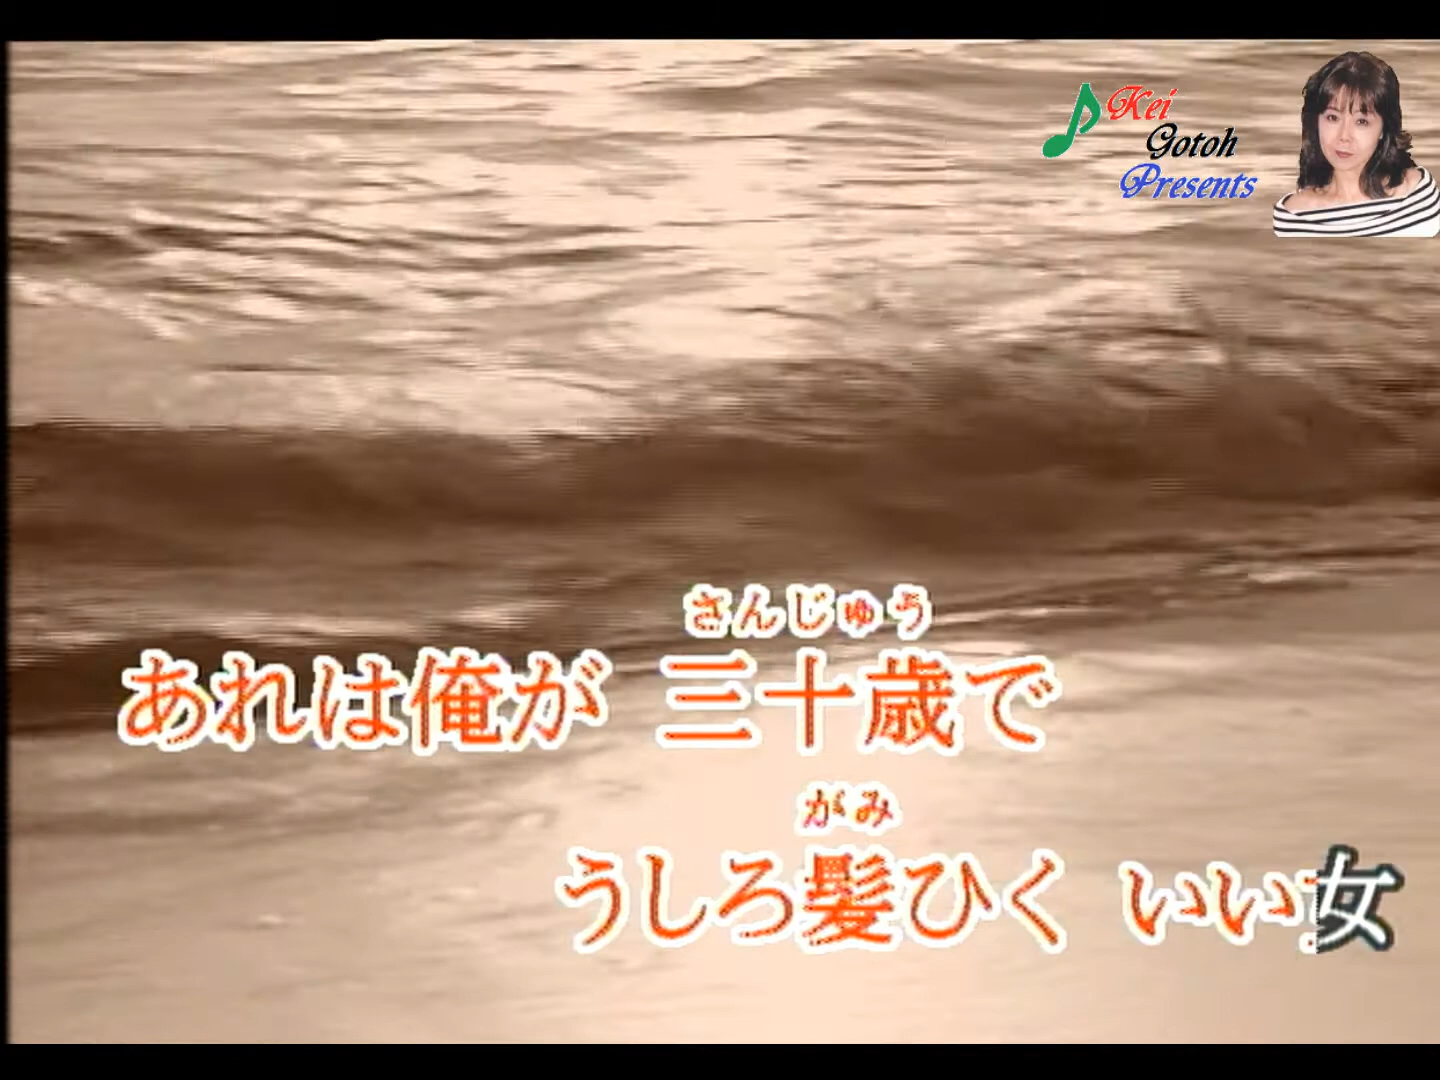 Kei
Gotoh
Presents
さんじゅう
あれは俺が 三十歳で
がみ
うしろ髪ひく いい女